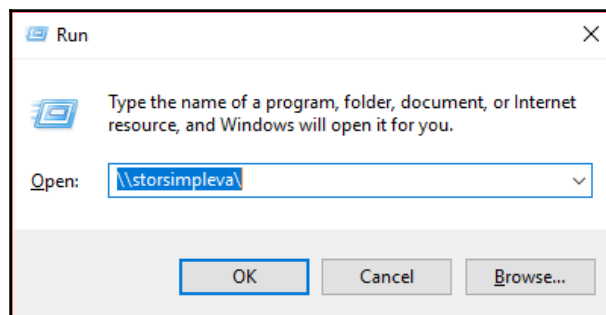 Run
Type the name of a program, folder, document, or Internet
resource, and Windows will open it for you.
Open: \\storsimpleva\
OK Cancel Browse...